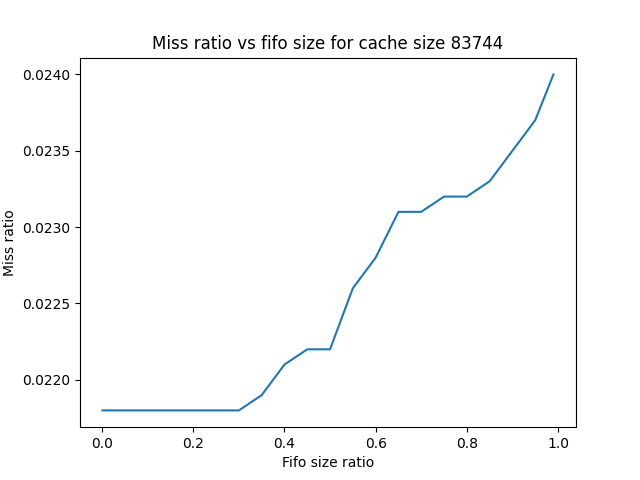 Miss ratio vs fifo size for cache size 83744
0.0240
0.0235
0.0230
0.0225
0.0220
Miss ratio
0.0 0.2 0.4 0.6 0.8 1.0
Fifo size ratio